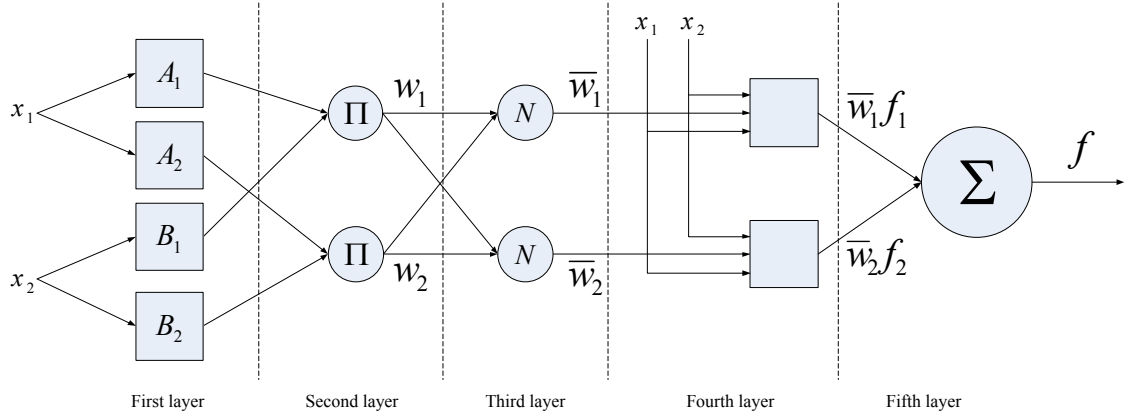 x₁ x₂
A₁
A₂
B₁
B₂
x₁
x₂
Π
Π
w₁
w₂
N
N
w̅₁
w̅₂
w̅₁f₁
w̅₂f₂
Σ
f
First layer
Second layer
Third layer
Fourth layer
Fifth layer